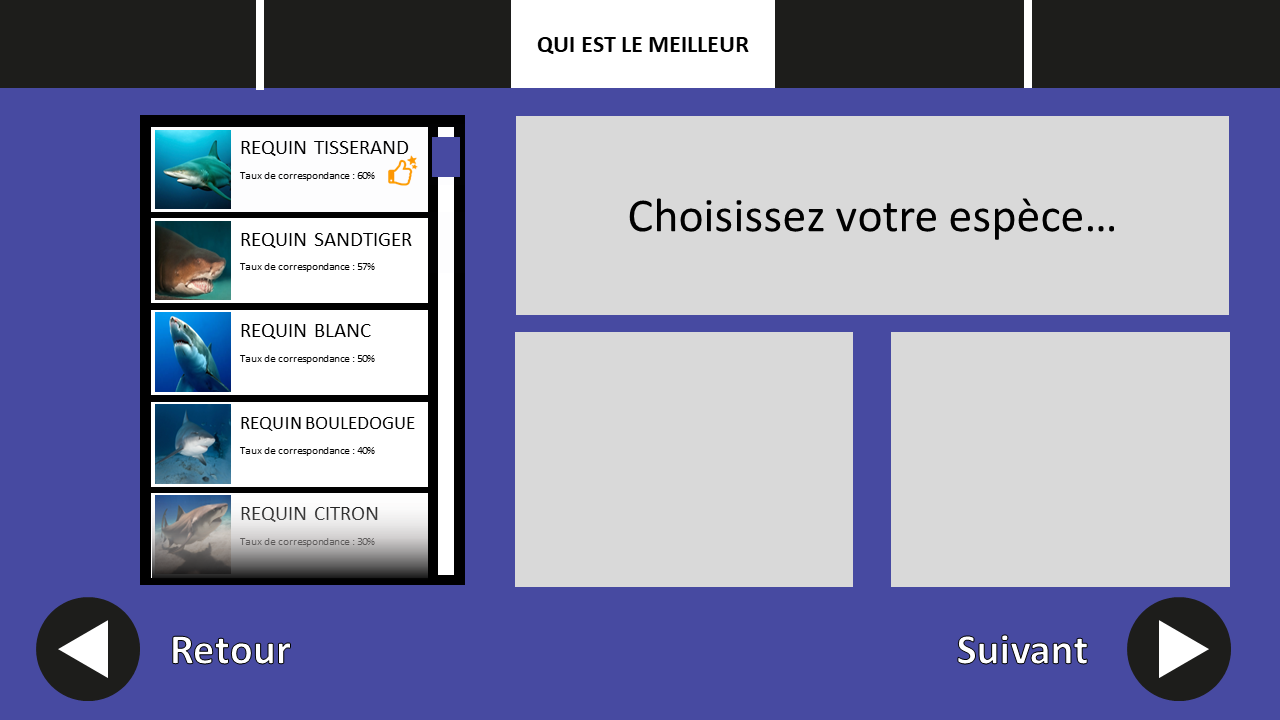 QUI EST LE MEILLEUR
REQUIN TISSERAND
Taux de correspondance : 60%
REQUIN SANDTIGER
Taux de correspondance : 57%
REQUIN BLANC
Taux de correspondance : 50%
REQUIN BOULEDOGUE
Taux de correspondance : 40%
REQUIN CITRON
Taux de correspondance : 30%
Choisissez votre espèce...
Retour
Suivant